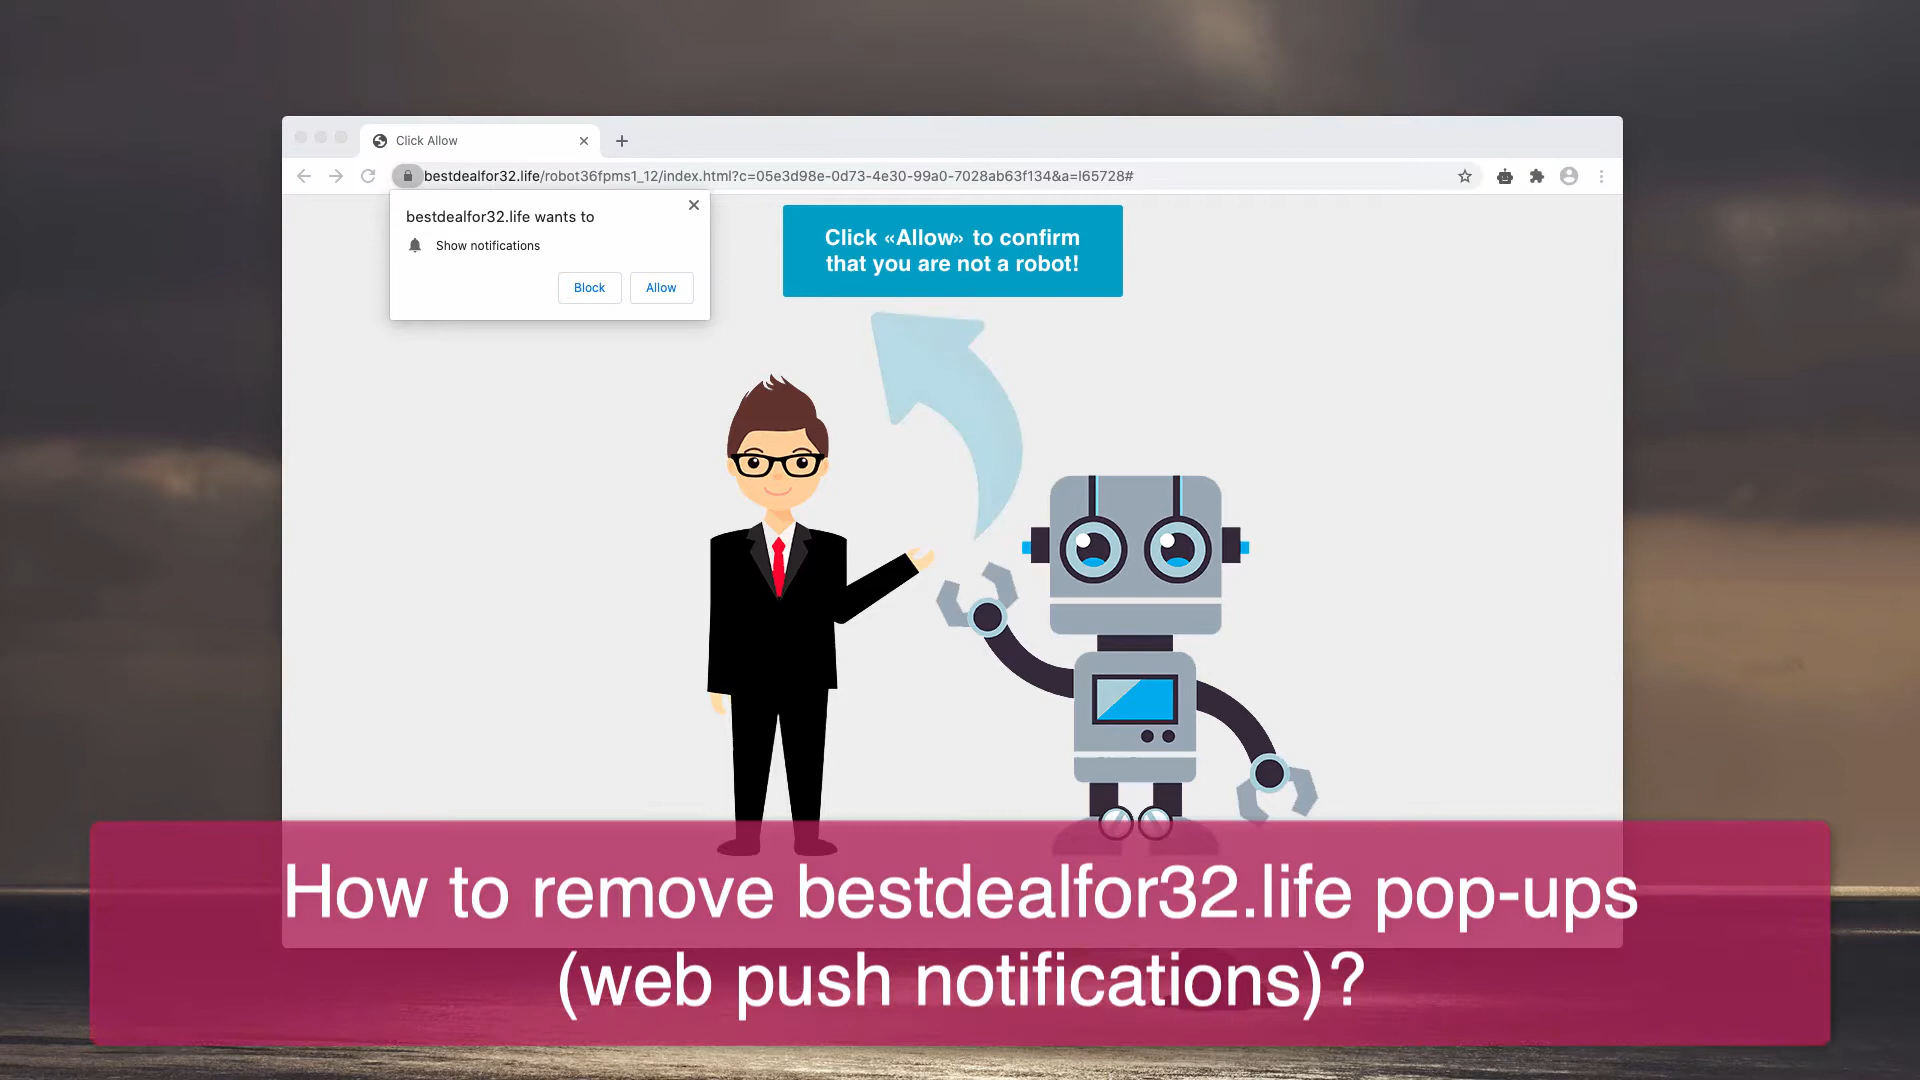 Click Allow
bestdealfor32.life/robot36fpms1_12/index.html?c=05e3d98e-0d73-4e30-99a0-7028ab63f134&a=l65728#
bestdealfor32.life wants to
Show notifications
Block
Allow
Click «Allow» to confirm
that you are not a robot!
How to remove bestdealfor32.life pop-ups
(web push notifications)?